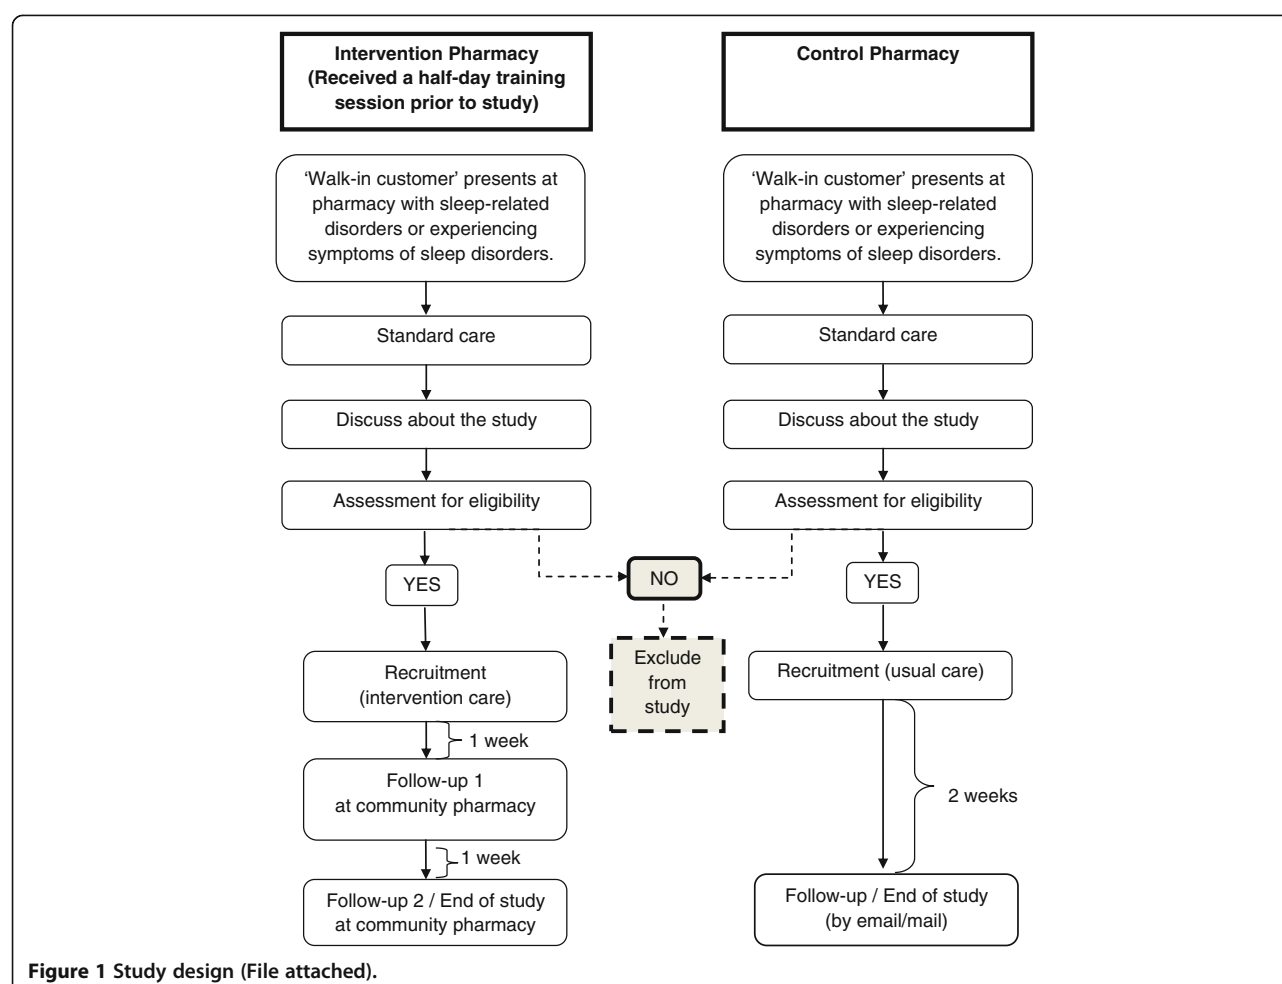 Intervention Pharmacy
(Received a half-day training
session prior to study)
Control Pharmacy
‘Walk-in customer’ presents at
pharmacy with sleep-related
disorders or experiencing
symptoms of sleep disorders.
‘Walk-in customer’ presents at
pharmacy with sleep-related
disorders or experiencing
symptoms of sleep disorders.
Standard care
Standard care
Discuss about the study
Discuss about the study
Assessment for eligibility
Assessment for eligibility
YES
NO
YES
Exclude
from
study
Recruitment
(intervention care)
Recruitment (usual care)
1 week
Follow-up 1
at community pharmacy
2 weeks
1 week
Follow-up 2 / End of study
at community pharmacy
Follow-up / End of study
(by email/mail)
Figure 1 Study design (File attached).